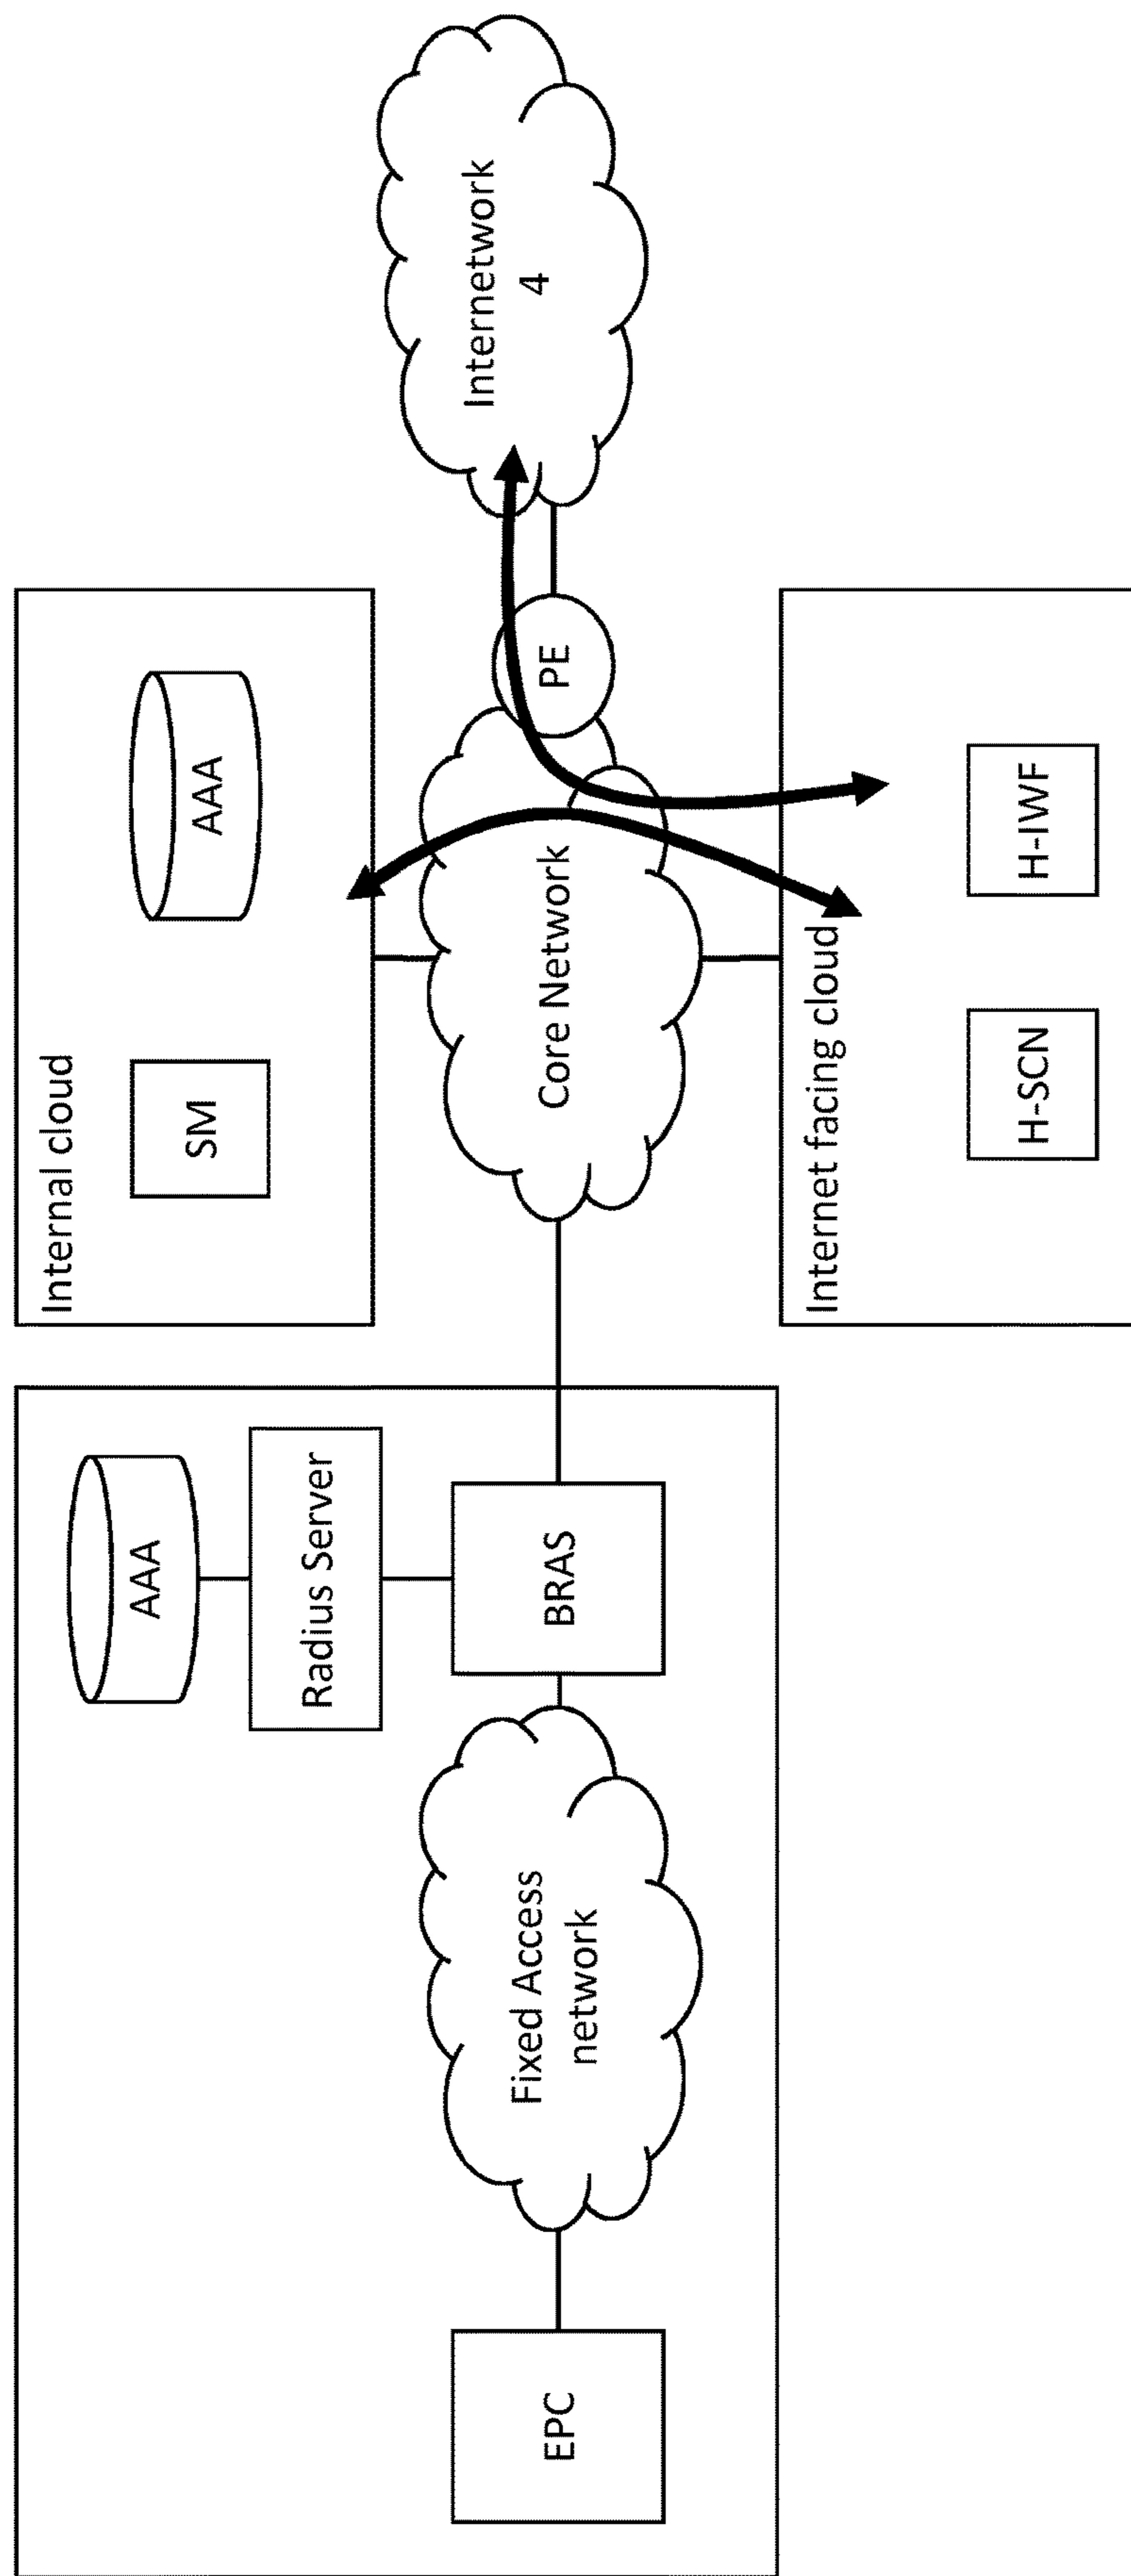 AAA
Radius Server
BRAS
EPC
Fixed Access
network
Internal cloud
SM
AAA
Core Network
PE
Internetwork
4
Internet facing cloud
H-SCN
H-IWF